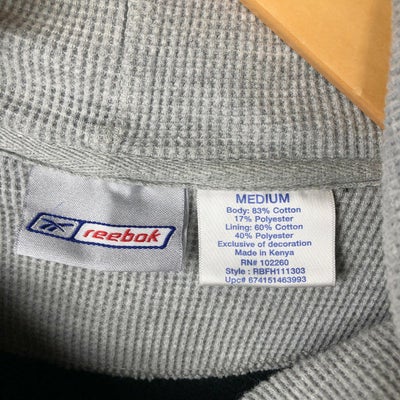 reebok
MEDIUM
Body: 83% Cotton
17% Polyester
Lining: 60% Cotton
40% Polyester
Exclusive of decoration
Made in Kenya
RN# 102260
Style : RBFH111303
Upc# 674151463993